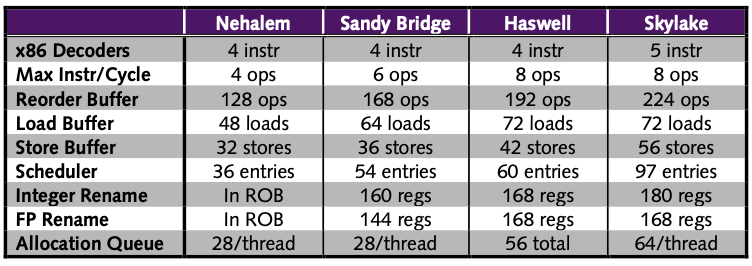 Nehalem Sandy Bridge Haswell Skylake
x86 Decoders 4 instr 4 instr 4 instr 5 instr
Max Instr/Cycle 4 ops 6 ops 8 ops 8 ops
Reorder Buffer 128 ops 168 ops 192 ops 224 ops
Load Buffer 48 loads 64 loads 72 loads 72 loads
Store Buffer 32 stores 36 stores 42 stores 56 stores
Scheduler 36 entries 54 entries 60 entries 97 entries
Integer Rename In ROB 160 regs 168 regs 180 regs
FP Rename In ROB 144 regs 168 regs 168 regs
Allocation Queue 28/thread 28/thread 56 total 64/thread